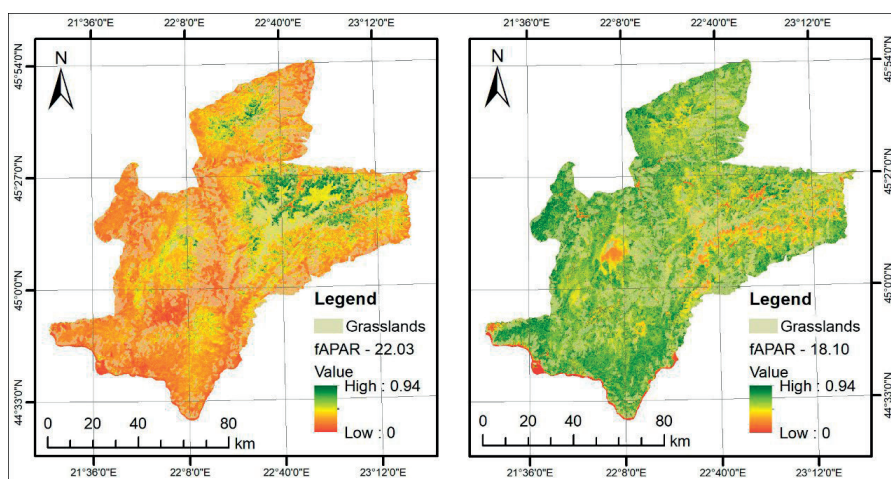 21°36'0"E 22°8'0"E 22°40'0"E 23°12'0"E
45°54'0"N
45°27'0"N
45°0'0"N
44°33'0"N
N
Legend
Grasslands
fAPAR - 22.03
Value
High : 0.94
Low : 0
0 20 40 80
km
21°36'0"E 22°8'0"E 22°40'0"E 23°12'0"E
21°36'0"E 22°8'0"E 22°40'0"E 23°12'0"E
45°54'0"N
45°27'0"N
45°0'0"N
44°33'0"N
N
Legend
Grasslands
fAPAR - 18.10
Value
High : 0.94
Low : 0
0 20 40 80
km
21°36'0"E 22°8'0"E 22°40'0"E 23°12'0"E